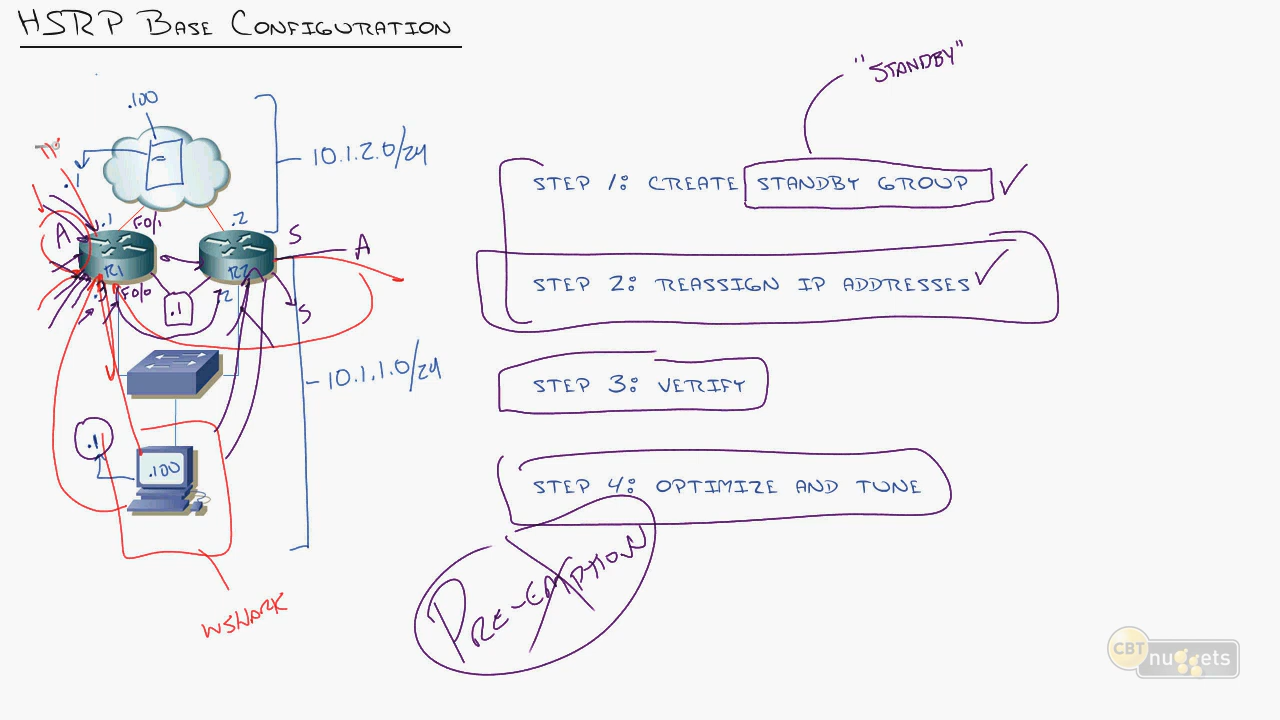 HSRP BASE CONFIGURATION
"STANDBY"
.100
10.1.2.0/24
STEP 1: CREATE STANDBY GROUP
.1
.1
F0/1
.2
S
A
A
R1
R2
STEP 2: REASSIGN IP ADDRESSES
.3
F0/0
.1
.2
S
10.1.1.0/24
STEP 3: VERIFY
.1
.100
STEP 4: OPTIMIZE AND TUNE
PRE-EMPTION
WSHARK
CBT nuggets